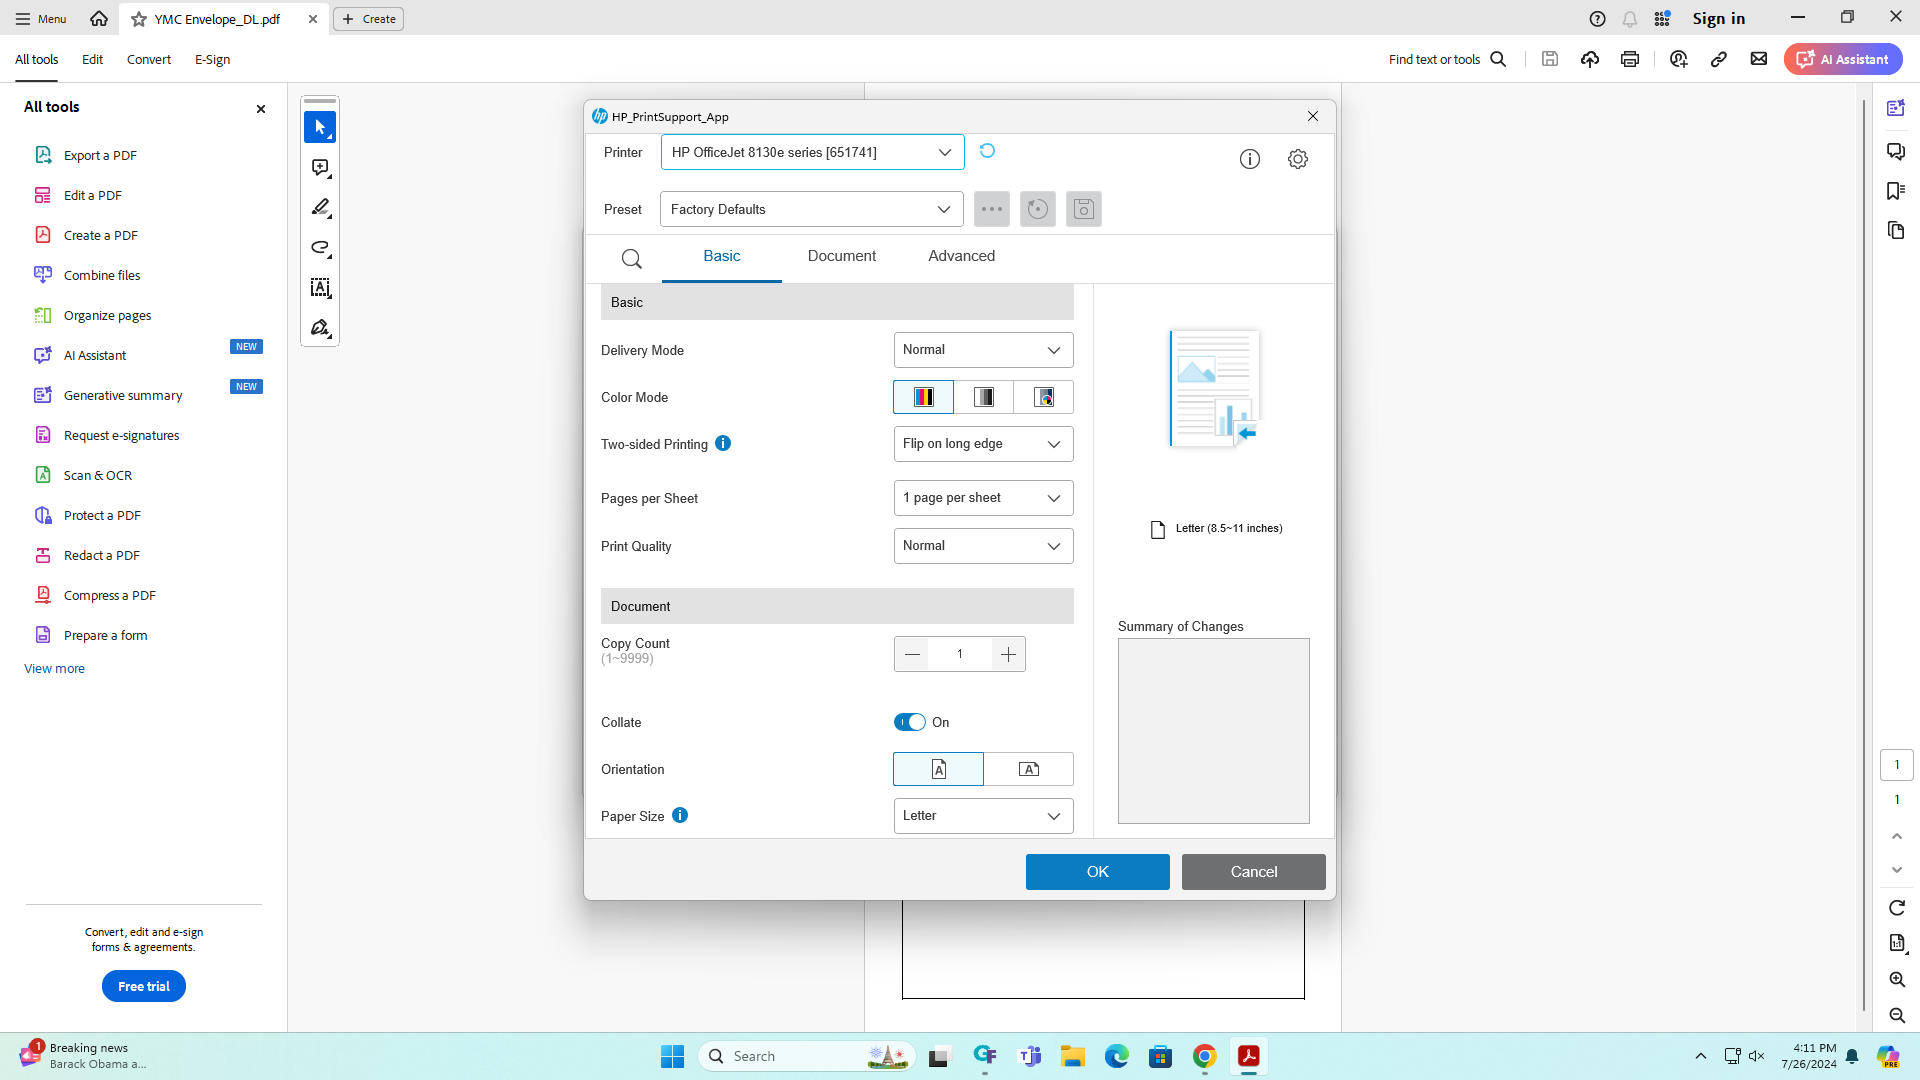 Menu
YMC Envelope_DL.pdf
Create
Sign in
All tools
Edit
Convert
E-Sign
Find text or tools
AI Assistant
All tools
Export a PDF
Edit a PDF
Create a PDF
Combine files
Organize pages
AI Assistant
NEW
Generative summary
NEW
Request e-signatures
Scan & OCR
Protect a PDF
Redact a PDF
Compress a PDF
Prepare a form
View more
Convert, edit and e-sign
forms & agreements.
Free trial
HP_PrintSupport_App
Printer
HP OfficeJet 8130e series [651741]
Preset
Factory Defaults
Basic
Document
Advanced
Basic
Delivery Mode
Normal
Color Mode
Two-sided Printing
Flip on long edge
Pages per Sheet
1 page per sheet
Print Quality
Normal
Document
Copy Count
(1~9999)
1
Collate
On
Orientation
Paper Size
Letter
Letter (8.5~11 inches)
Summary of Changes
OK
Cancel
1
1
1
Breaking news
Barack Obama a...
Search
4:11 PM
7/26/2024
PRE